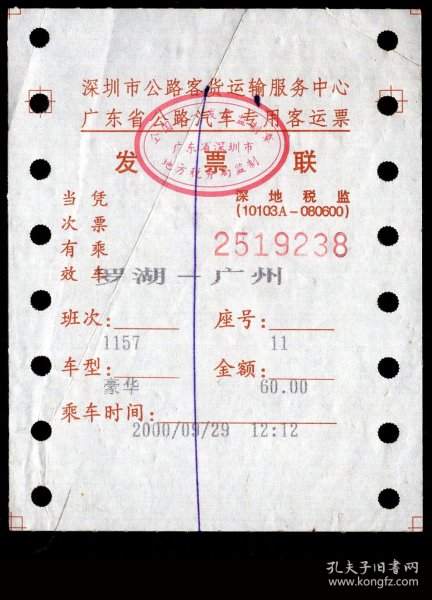 深圳市公路客货运输服务中心
广东省公路汽车专用客运票
广东省深圳市
地方税务局监制
发票联
当次有效
凭票乘车
深地税监
(10103A-080600)
2519238
罗湖—广州
班次: 1157
座号: 11
车型: 豪华
金额: 60.00
乘车时间: 2000/09/29 12:12
孔夫子旧书网
www.kongfz.com